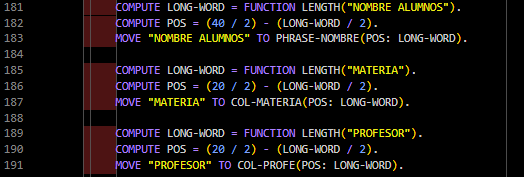 181 COMPUTE LONG-WORD = FUNCTION LENGTH("NOMBRE ALUMNOS").
182 COMPUTE POS = (40 / 2) - (LONG-WORD / 2).
183 MOVE "NOMBRE ALUMNOS" TO PHRASE-NOMBRE(POS: LONG-WORD).
184
185 COMPUTE LONG-WORD = FUNCTION LENGTH("MATERIA").
186 COMPUTE POS = (20 / 2) - (LONG-WORD / 2).
187 MOVE "MATERIA" TO COL-MATERIA(POS: LONG-WORD).
188
189 COMPUTE LONG-WORD = FUNCTION LENGTH("PROFESOR").
190 COMPUTE POS = (20 / 2) - (LONG-WORD / 2).
191 MOVE "PROFESOR" TO COL-PROFE(POS: LONG-WORD).